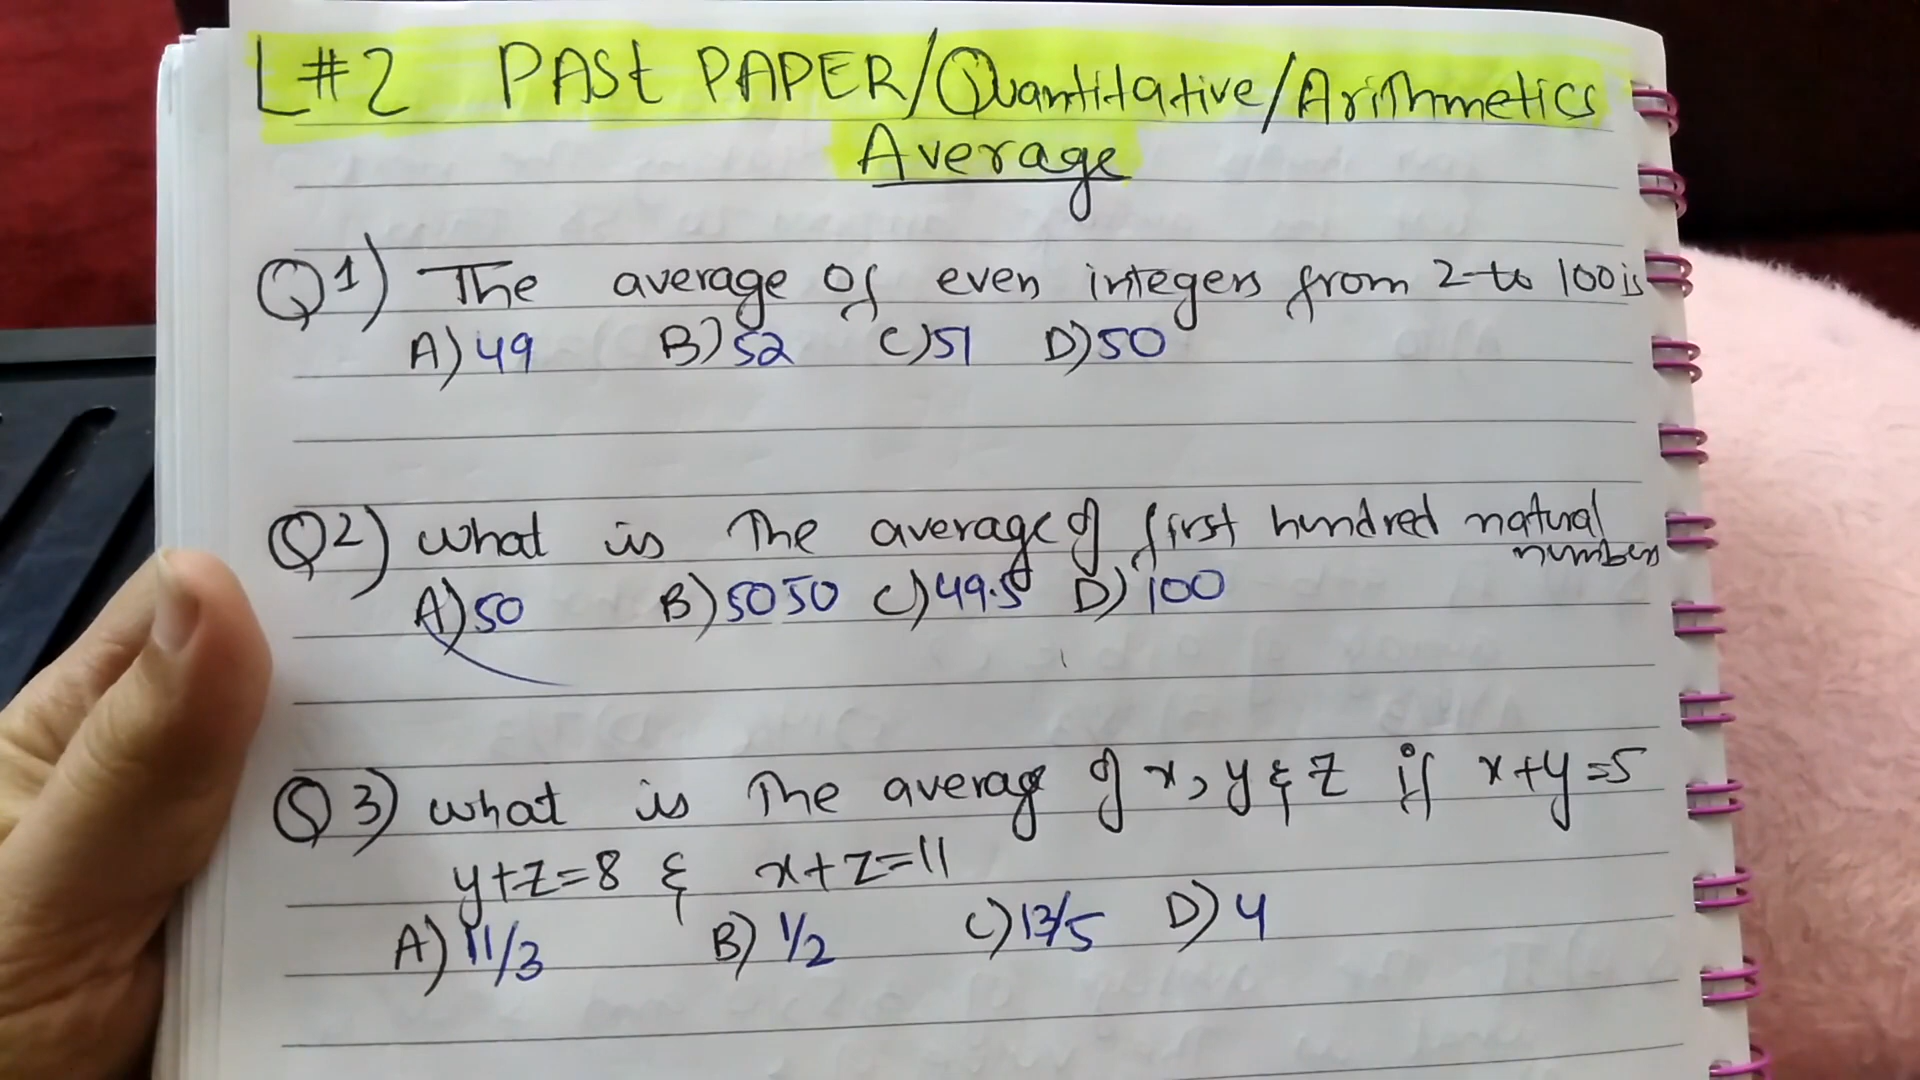 L#2 PAST PAPER/Quantitative/Arithmetics
Average
Q1) The average of even integers from 2 to 100 is
A) 49 B) 52 C) 51 D) 50
Q2) what is the average of first hundred natural
numbers
A) 50 B) 5050 C) 49.5 D) 100
Q3) what is the average of x, y & z if x+y=5
y+z=8 & x+z=11
A) 11/3 B) 1/2 C) 13/5 D) 4